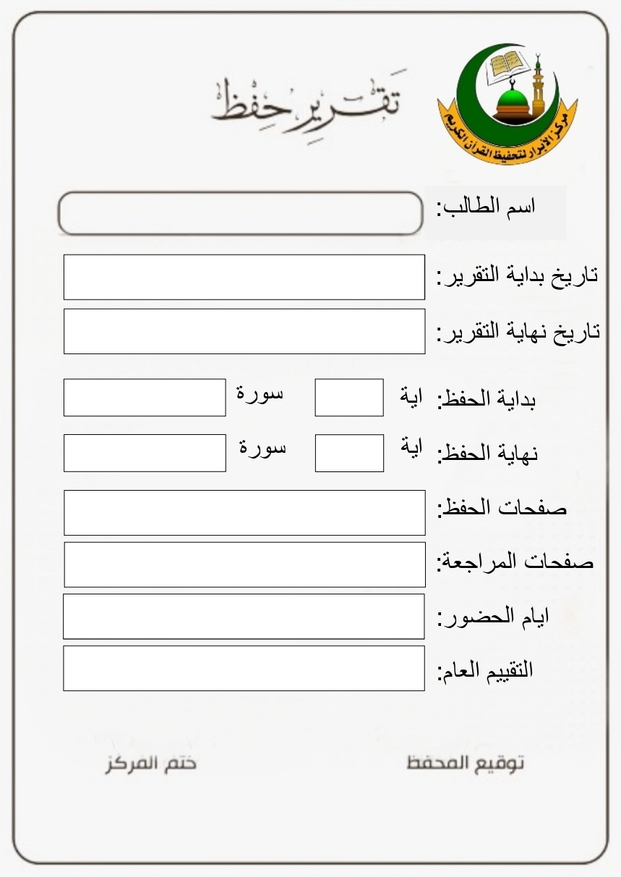 مركز الأبرار لتحفيظ القرآن الكريم
تقرير حفظ
اسم الطالب:
تاريخ بداية التقرير:
تاريخ نهاية التقرير:
بداية الحفظ: اية سورة
نهاية الحفظ: اية سورة
صفحات الحفظ:
صفحات المراجعة:
ايام الحضور:
التقييم العام:
توقيع المحفظ ختم المركز